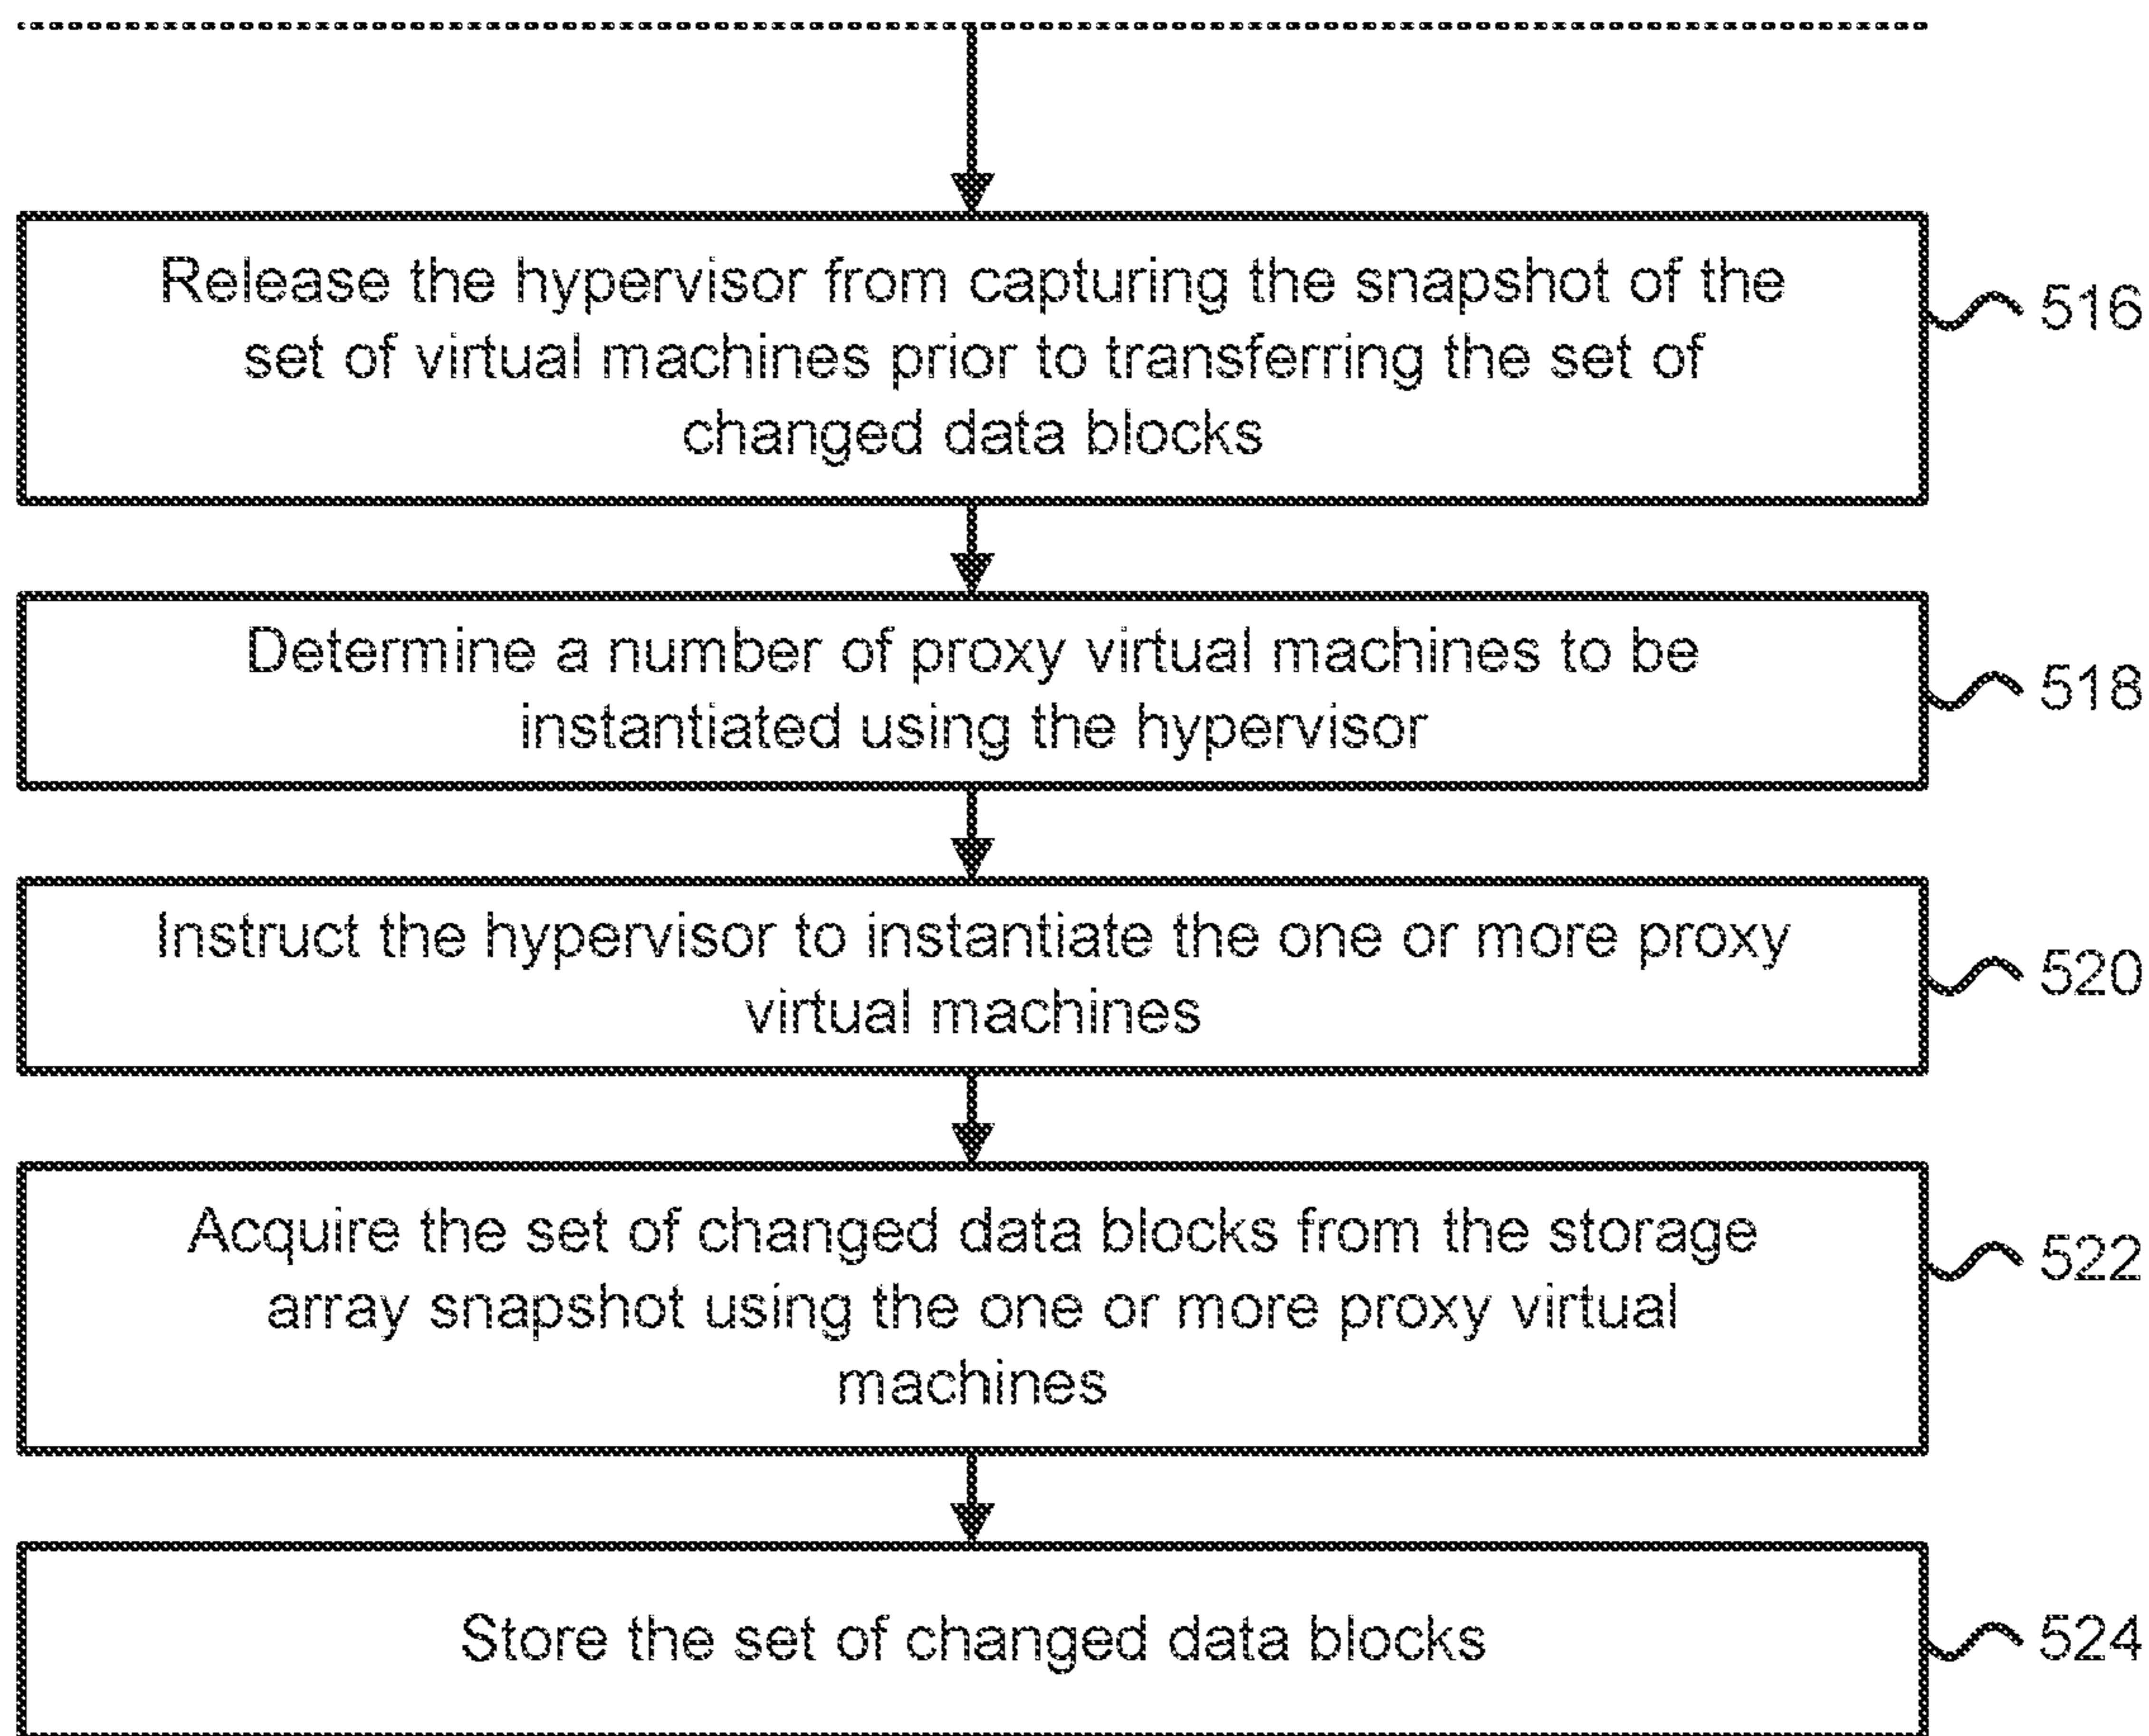 Release the hypervisor from capturing the snapshot of the
set of virtual machines prior to transferring the set of
changed data blocks
516
Determine a number of proxy virtual machines to be
instantiated using the hypervisor
518
Instruct the hypervisor to instantiate the one or more proxy
virtual machines
520
Acquire the set of changed data blocks from the storage
array snapshot using the one or more proxy virtual
machines
522
Store the set of changed data blocks
524